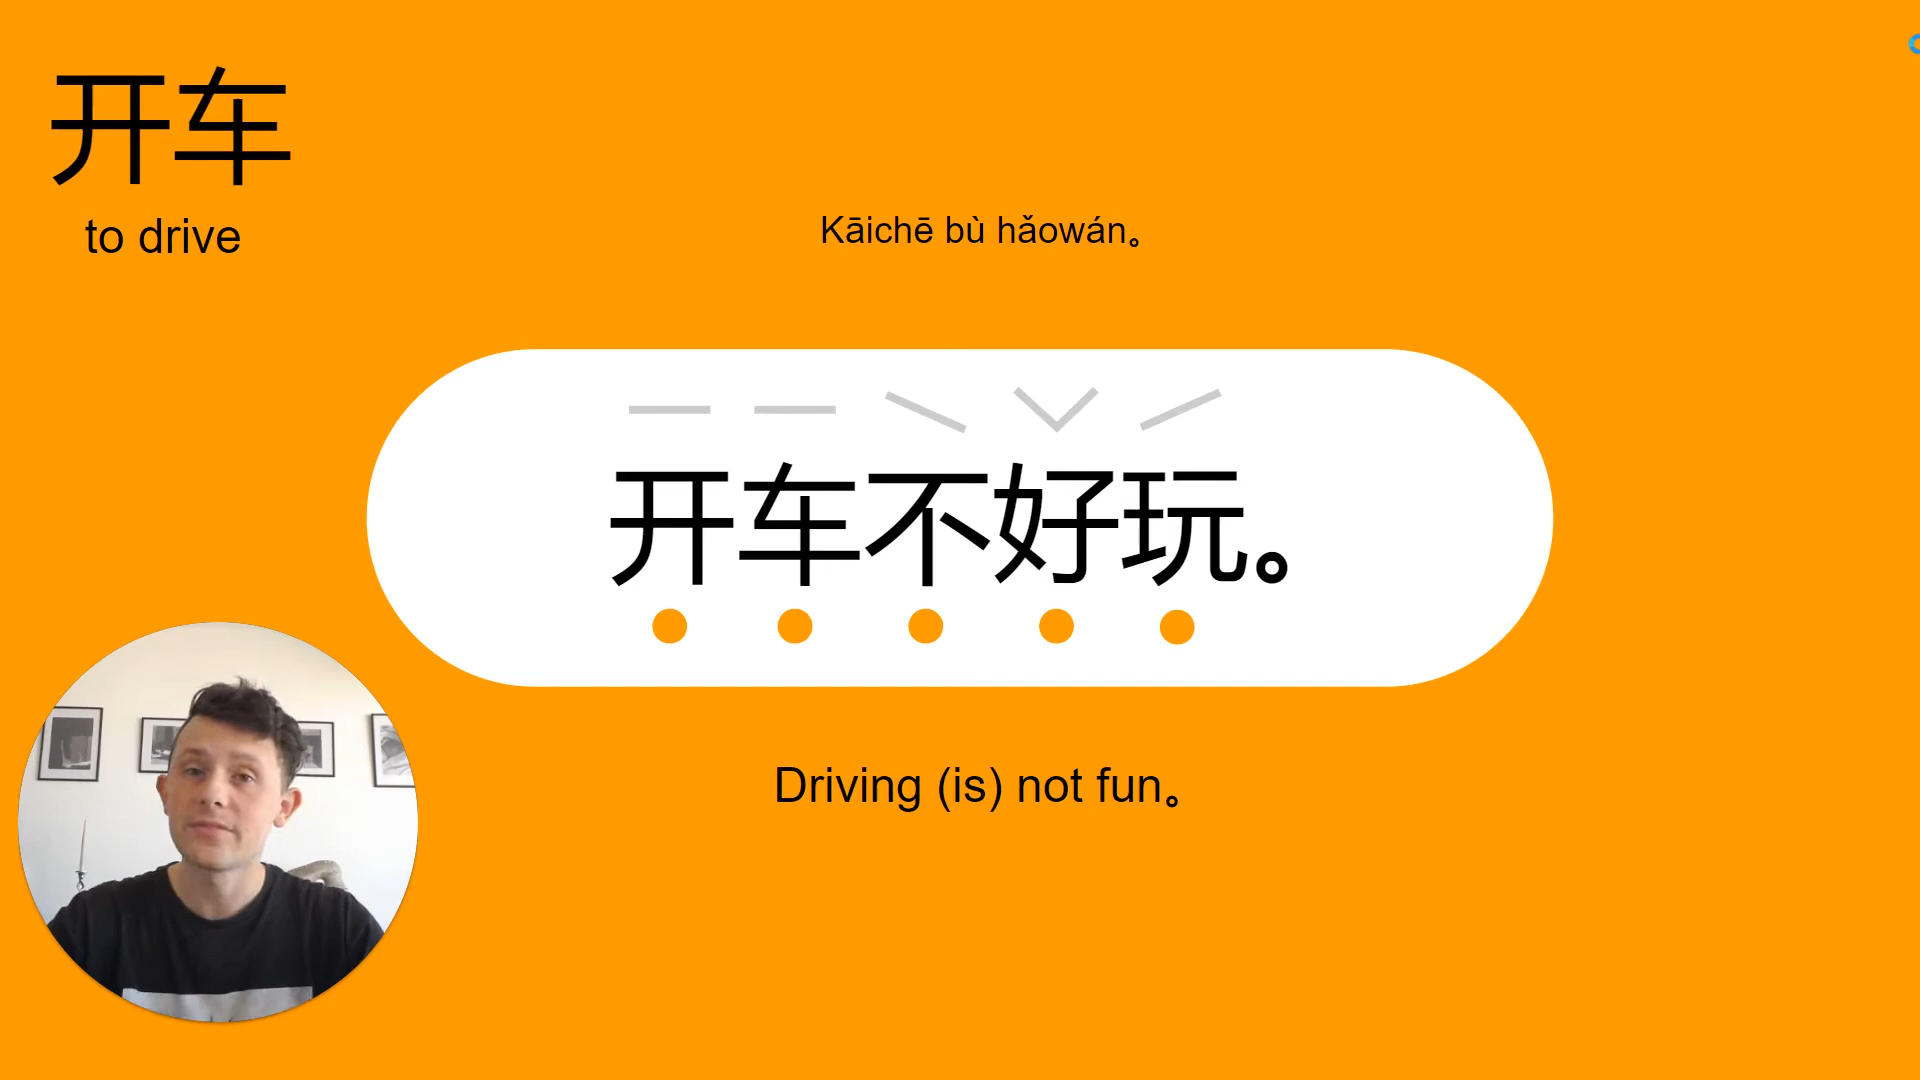 开车
to drive
Kāichē bù hǎowán。
开车不好玩。
Driving (is) not fun。